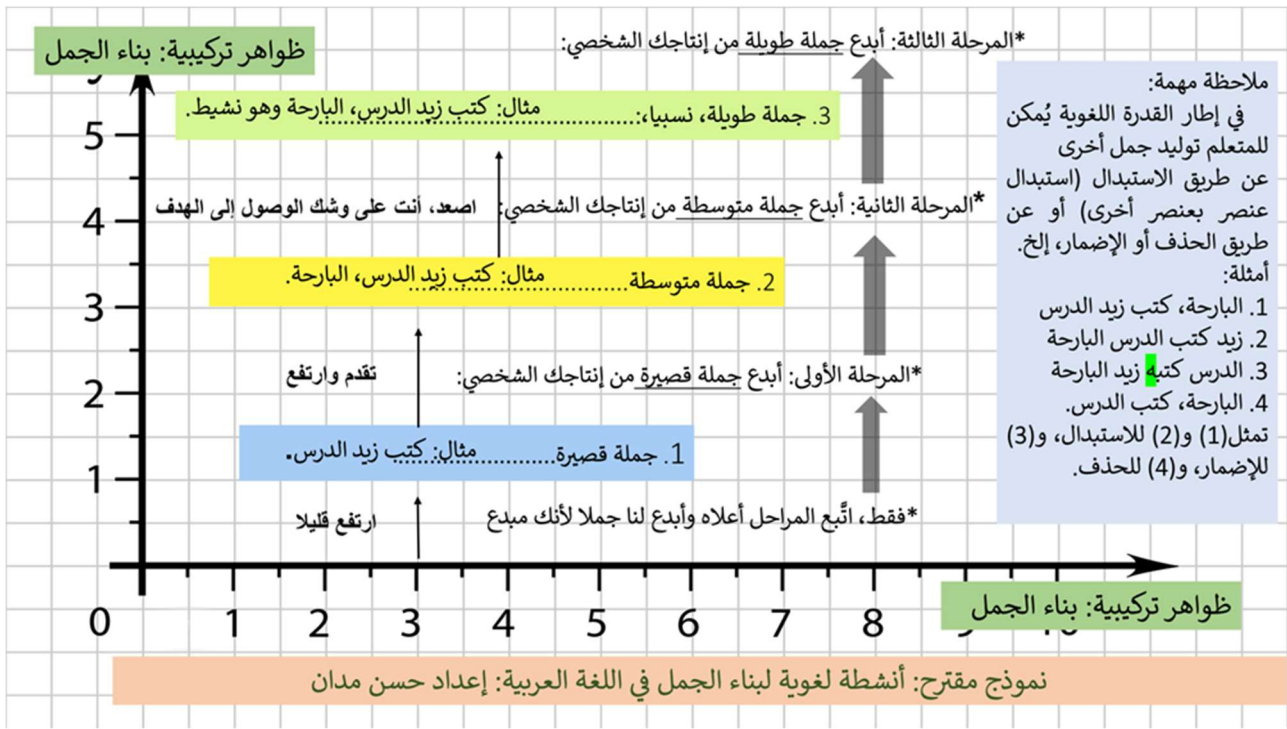 ظواهر تركيبية: بناء الجمل
*المرحلة الثالثة: أبدع جملة طويلة من إنتاجك الشخصي:
3. جملة طويلة، نسبيا،:............................................. مثال: كتب زيد الدرس، البارحة وهو نشيط.
*المرحلة الثانية: أبدع جملة متوسطة من إنتاجك الشخصي: اصعد، أنت على وشك الوصول إلى الهدف
2. جملة متوسطة............................ مثال: كتب زيد الدرس، البارحة.
*المرحلة الأولى: أبدع جملة قصيرة من إنتاجك الشخصي: تقدم وارتفع
1. جملة قصيرة.................... مثال: كتب زيد الدرس.
*فقط، اتَّبع المراحل أعلاه وأبدع لنا جملا لأنك مبدع ارتفع قليلا
ملاحظة مهمة:
في إطار القدرة اللغوية يُمكن
للمتعلم توليد جمل أخرى
عن طريق الاستبدال (استبدال
عنصر بعنصر أخرى) أو عن
طريق الحذف أو الإضمار، إلخ.
أمثلة:
1. البارحة، كتب زيد الدرس
2. زيد كتب الدرس البارحة
3. الدرس كتبه زيد البارحة
4. البارحة، كتب الدرس.
تمثل(1) و(2) للاستبدال، و(3)
للإضمار، و(4) للحذف.
5
4
3
2
1
0 1 2 3 4 5 6 7 8
ظواهر تركيبية: بناء الجمل
نموذج مقترح: أنشطة لغوية لبناء الجمل في اللغة العربية: إعداد حسن مدان